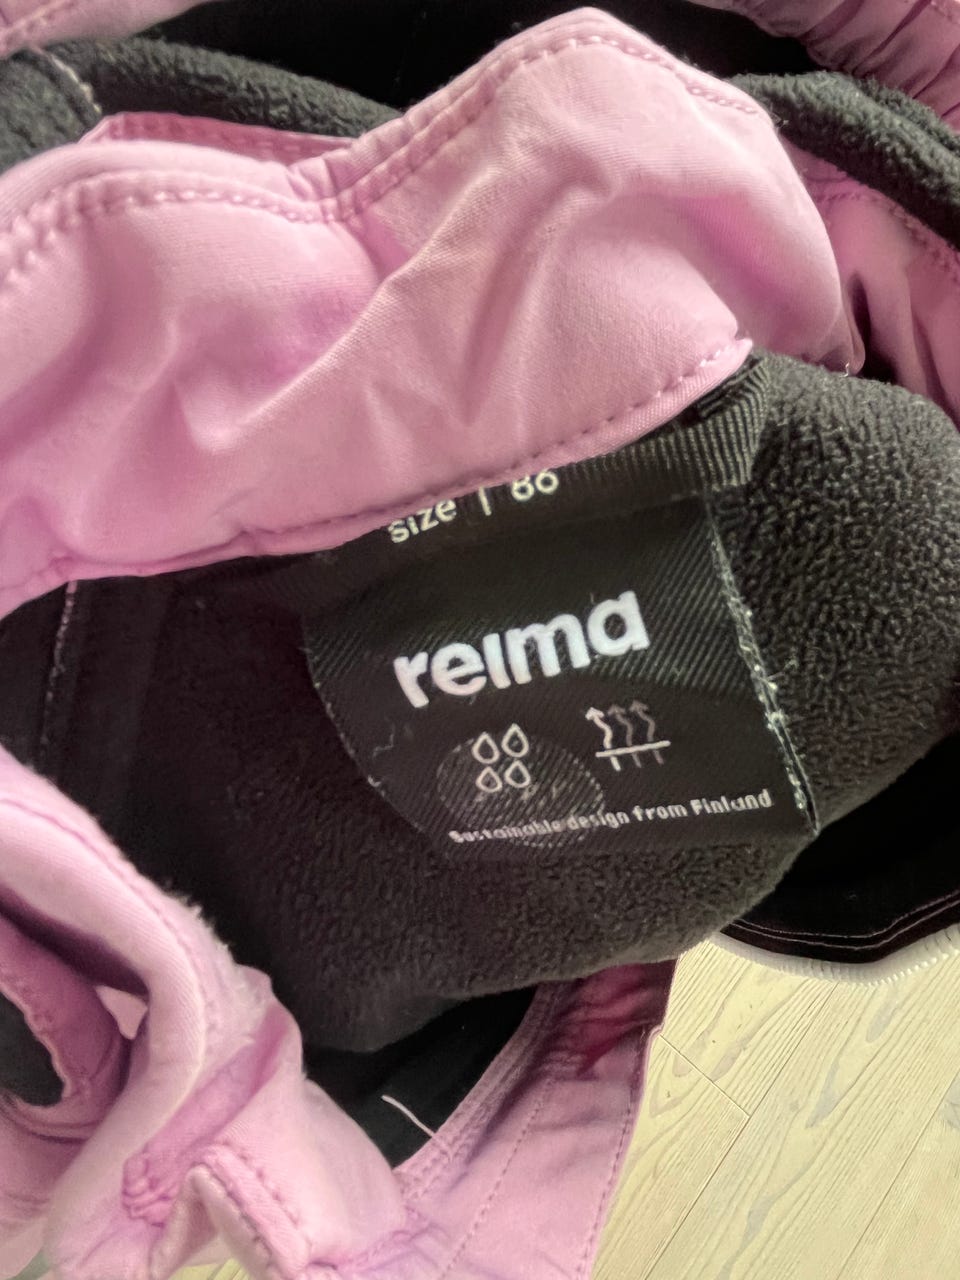 size | 86
reima
Sustainable design from Finland